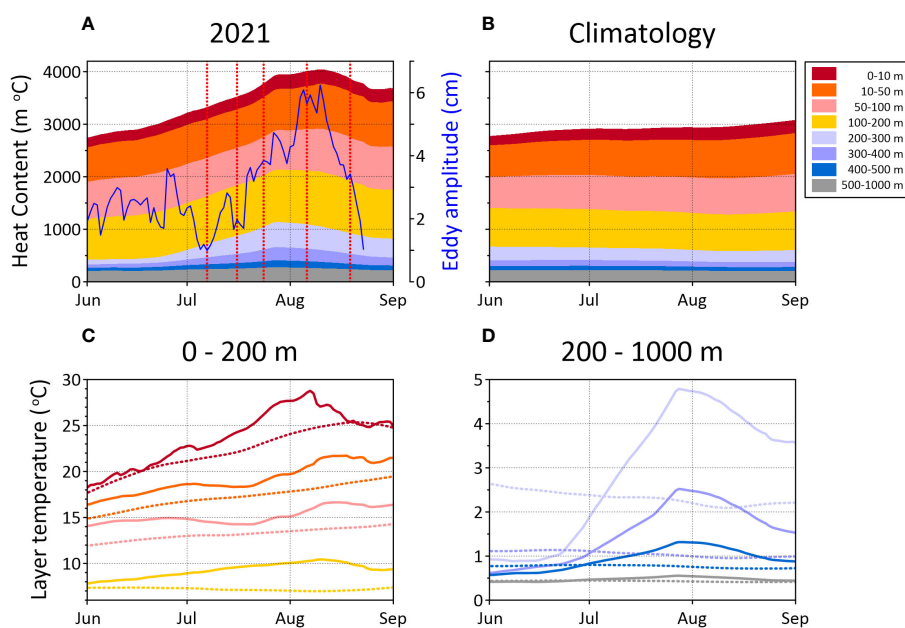 A
2021
B
Climatology
Heat Content (m °C)
4000
3000
2000
1000
0
6
4
2
0
Eddy amplitude (cm)
Jun
Jul
Aug
Sep
Jun
Jul
Aug
Sep
0-10 m
10-50 m
50-100 m
100-200 m
200-300 m
300-400 m
400-500 m
500-1000 m
C
0 - 200 m
D
200 - 1000 m
Layer temperature (°C)
30
25
20
15
10
Jun
Jul
Aug
Sep
5
4
3
2
1
0
Jun
Jul
Aug
Sep